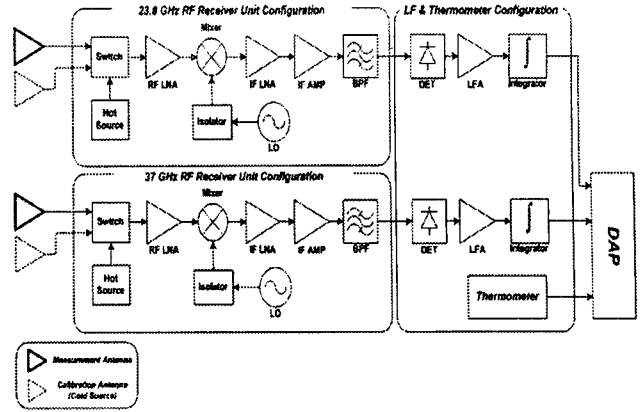 23.8 GHz RF Receiver Unit Configuration
LF & Thermometer Configuration
Mixer
Switch
RF LNA
IF LNA
IF AMP
BPF
DET
LFA
Integrator
Hot
Source
Isolator
LO
37 GHz RF Receiver Unit Configuration
Mixer
Switch
RF LNA
IF LNA
IF AMP
BPF
DET
LFA
Integrator
DAP
Hot
Source
Isolator
LO
Thermometer
Measurment Antenna
Calibration Antenna
(Cold Source)